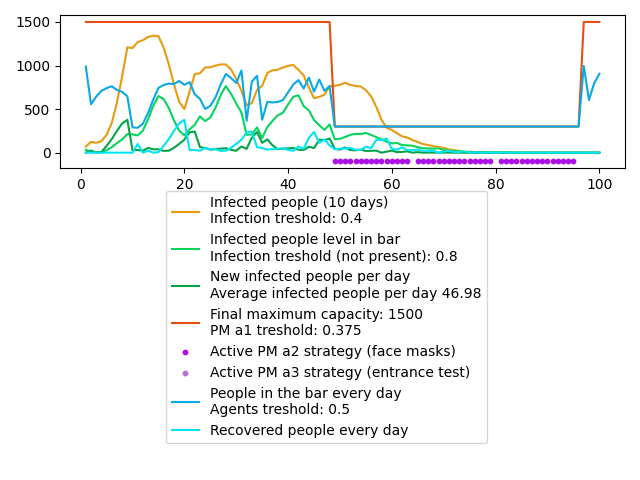 1500
1000
500
0
0 20 40 60 80 100
Infected people (10 days)
Infection treshold: 0.4
Infected people level in bar
Infection treshold (not present): 0.8
New infected people per day
Average infected people per day 46.98
Final maximum capacity: 1500
PM a1 treshold: 0.375
Active PM a2 strategy (face masks)
Active PM a3 strategy (entrance test)
People in the bar every day
Agents treshold: 0.5
Recovered people every day